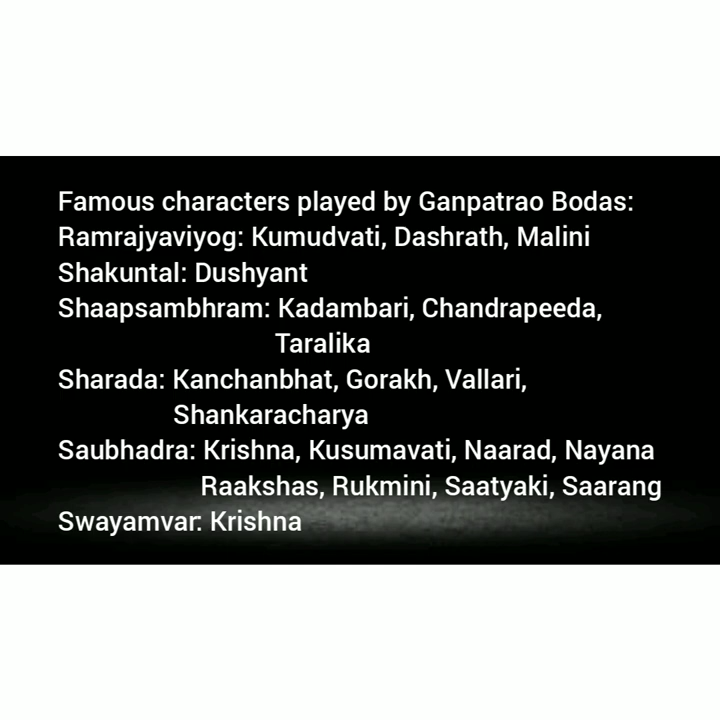 Famous characters played by Ganpatrao Bodas:
Ramrajyaviyog: Kumudvati, Dashrath, Malini
Shakuntal: Dushyant
Shaapsambhram: Kadambari, Chandrapeeda,
Taralika
Sharada: Kanchanbhat, Gorakh, Vallari,
Shankaracharya
Saubhadra: Krishna, Kusumavati, Naarad, Nayana
Raakshas, Rukmini, Saatyaki, Saarang
Swayamvar: Krishna